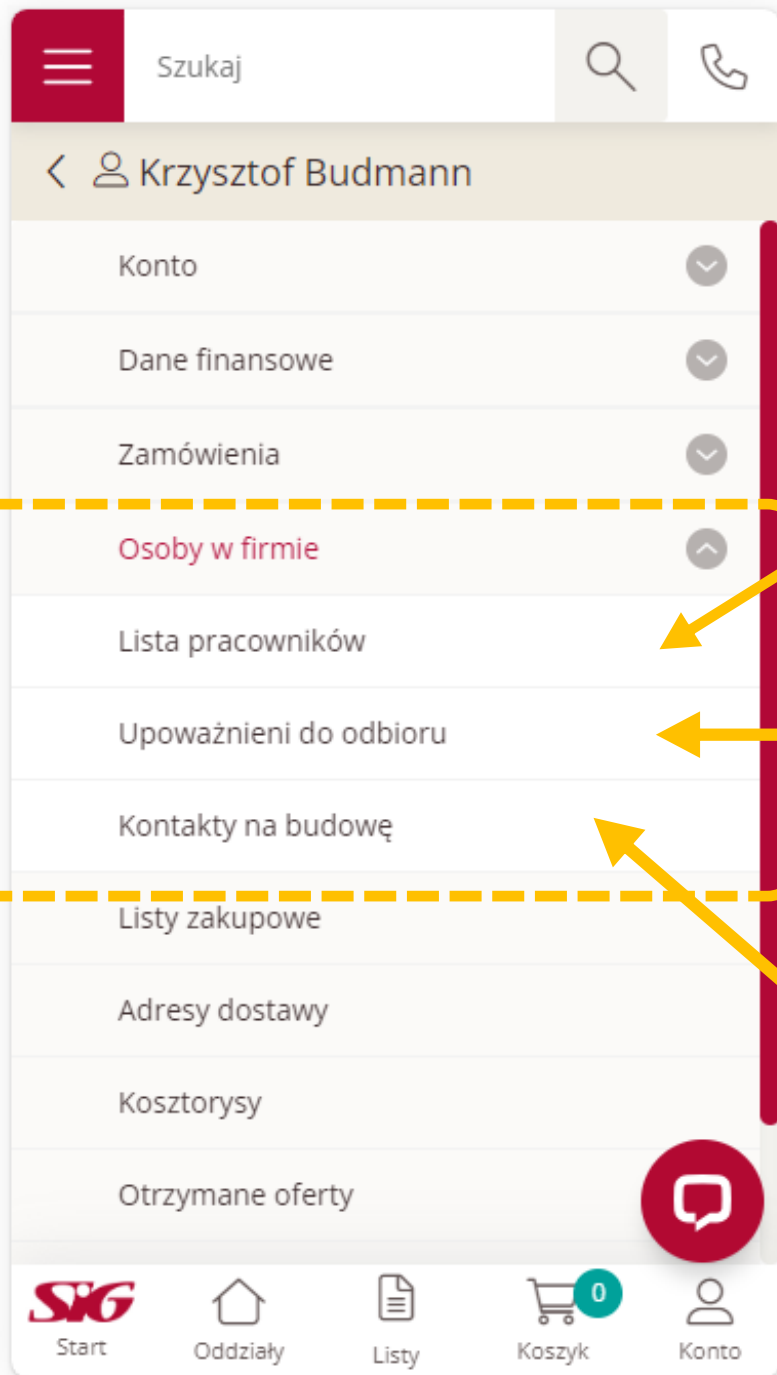 Szukaj
Krzysztof Budmann
Konto
Dane finansowe
Zamówienia
Osoby w firmie
Lista pracowników
Upoważnieni do odbioru
Kontakty na budowę
Listy zakupowe
Adresy dostawy
Kosztorysy
Otrzymane oferty
SIG
0
Start
Oddziały
Listy
Koszyk
Konto